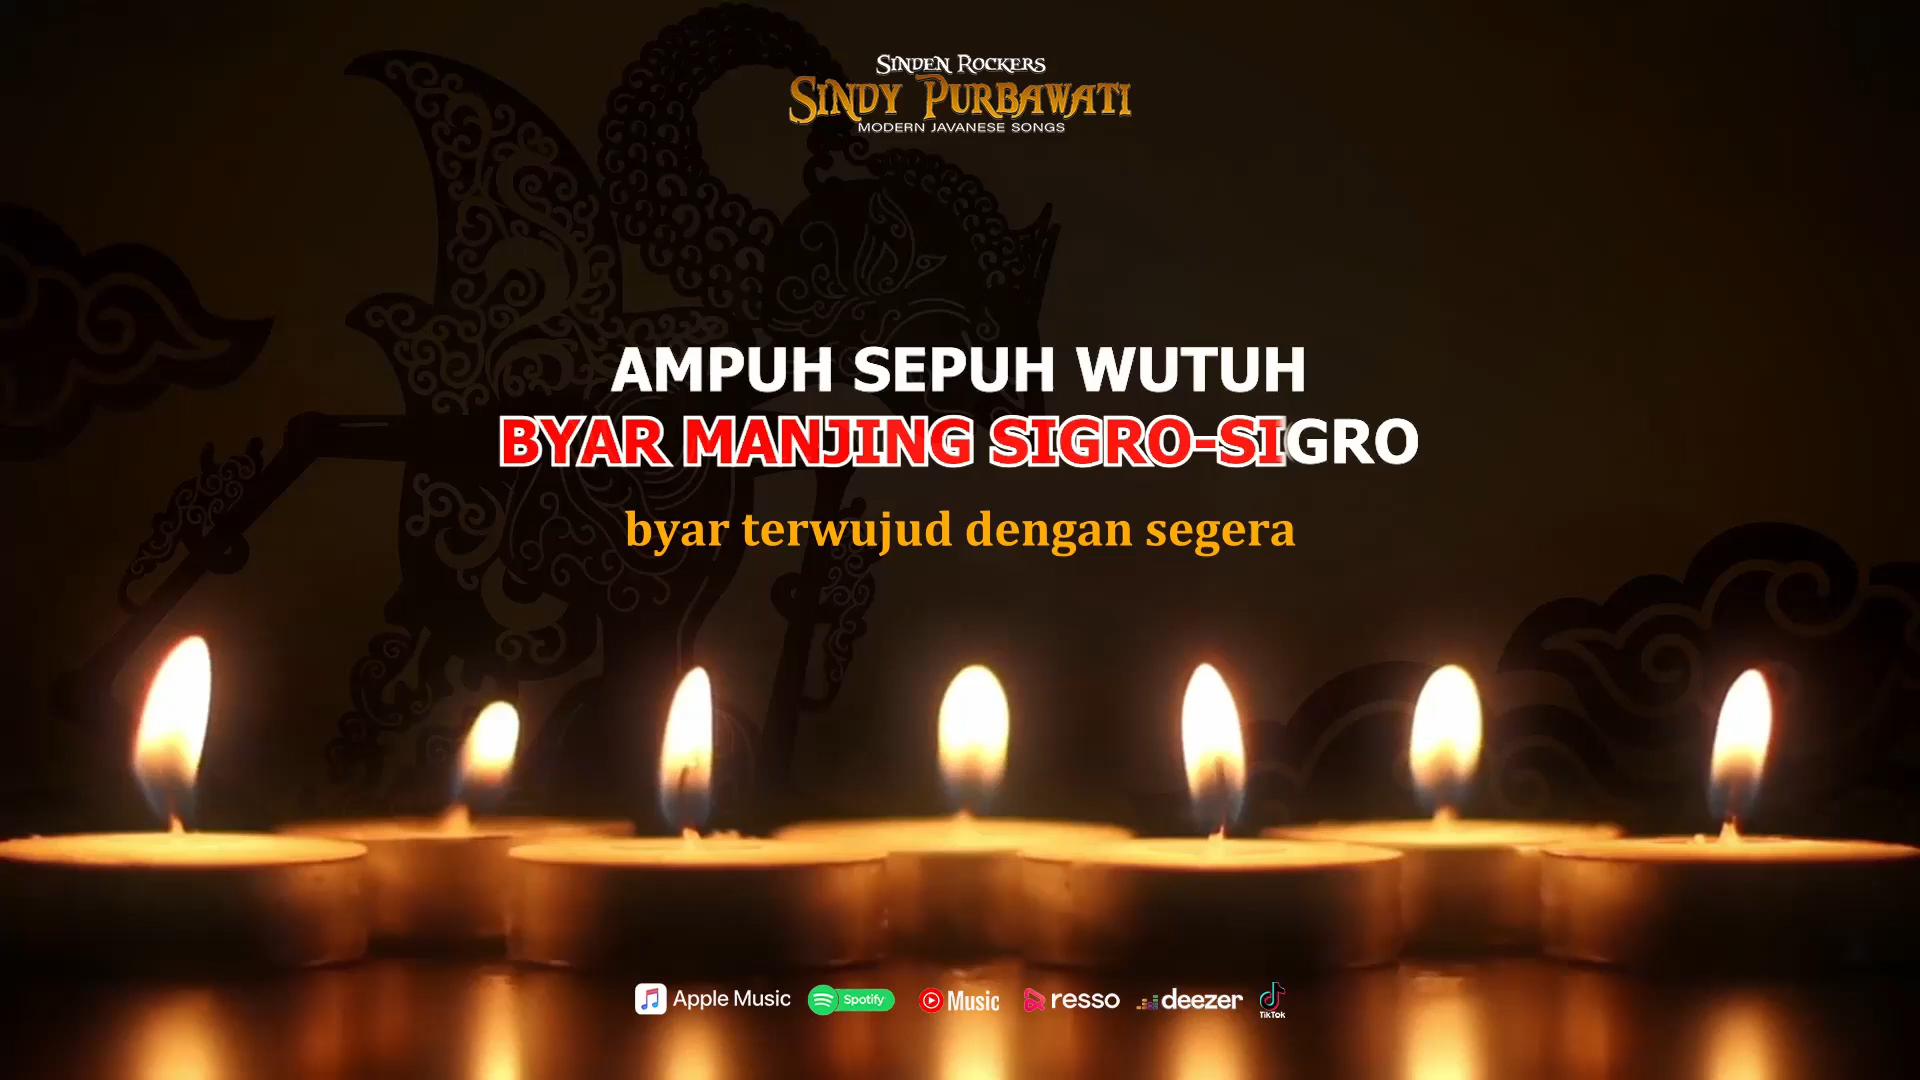 SINDEN ROCKERS
SINDY PURBAWATI
MODERN JAVANESE SONGS
AMPUH SEPUH WUTUH
BYAR MANJING SIGRO-SIGRO
byar terwujud dengan segera
Apple Music Spotify Music resso deezer TikTok